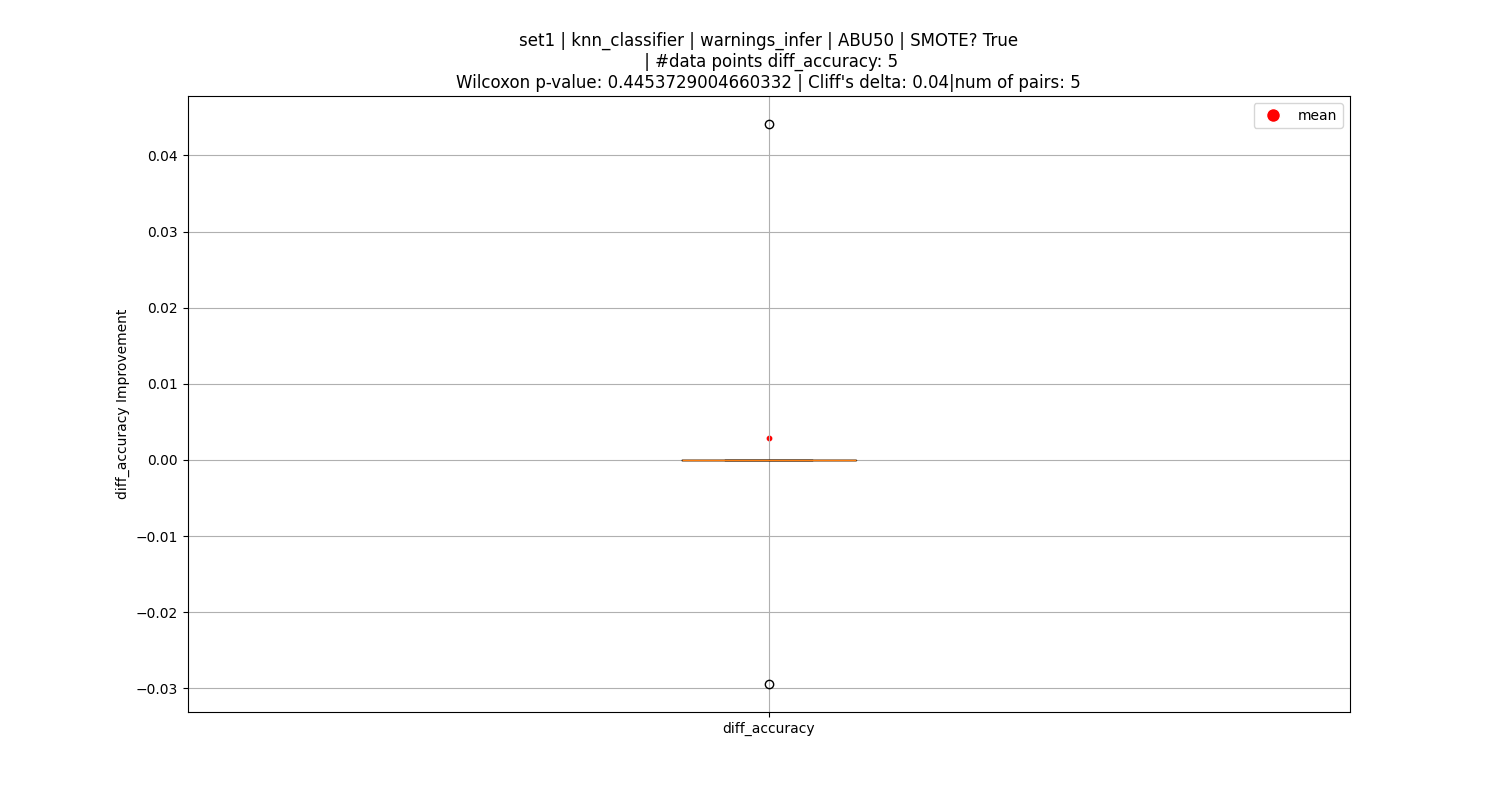 set1 | knn_classifier | warnings_infer | ABU50 | SMOTE? True
| #data points diff_accuracy: 5
Wilcoxon p-value: 0.4453729004660332 | Cliff's delta: 0.04|num of pairs: 5
mean
0.04
0.03
0.02
0.01
0.00
−0.01
−0.02
−0.03
diff_accuracy Improvement
diff_accuracy